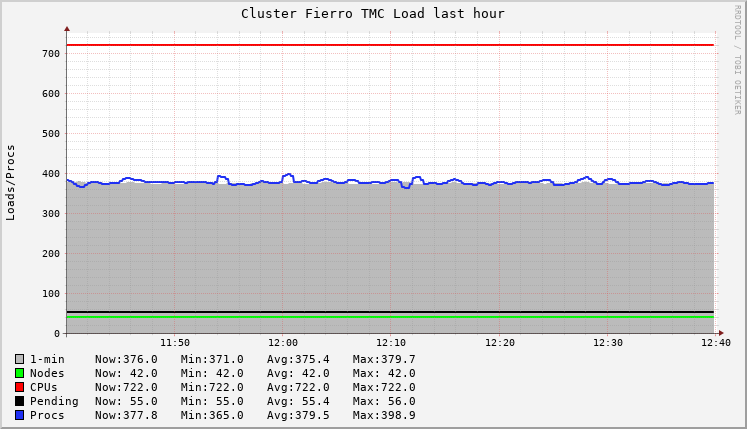 Cluster Fierro TMC Load last hour
RRDTOOL / TOBI OETIKER
Loads/Procs
700
600
500
400
300
200
100
0
11:50 12:00 12:10 12:20 12:30 12:40
1-min Now:376.0 Min:371.0 Avg:375.4 Max:379.7
Nodes Now: 42.0 Min: 42.0 Avg: 42.0 Max: 42.0
CPUs Now:722.0 Min:722.0 Avg:722.0 Max:722.0
Pending Now: 55.0 Min: 55.0 Avg: 55.4 Max: 56.0
Procs Now:377.8 Min:365.0 Avg:379.5 Max:398.9